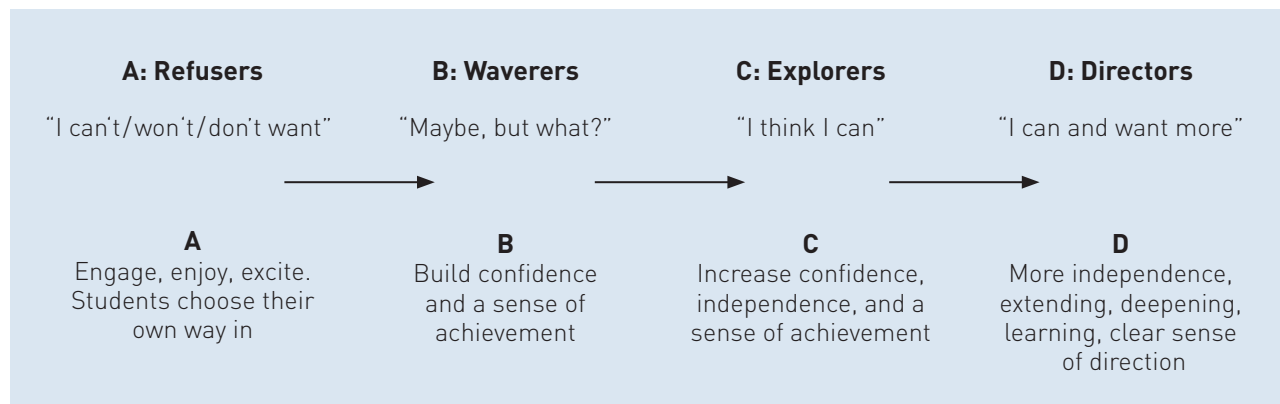 A: Refusers
B: Waverers
C: Explorers
D: Directors
“I can‘t/won‘t/don’t want”
“Maybe, but what?”
“I think I can”
“I can and want more”
A
Engage, enjoy, excite.
Students choose their
own way in
B
Build confidence
and a sense of
achievement
C
Increase confidence,
independence, and a
sense of achievement
D
More independence,
extending, deepening,
learning, clear sense
of direction